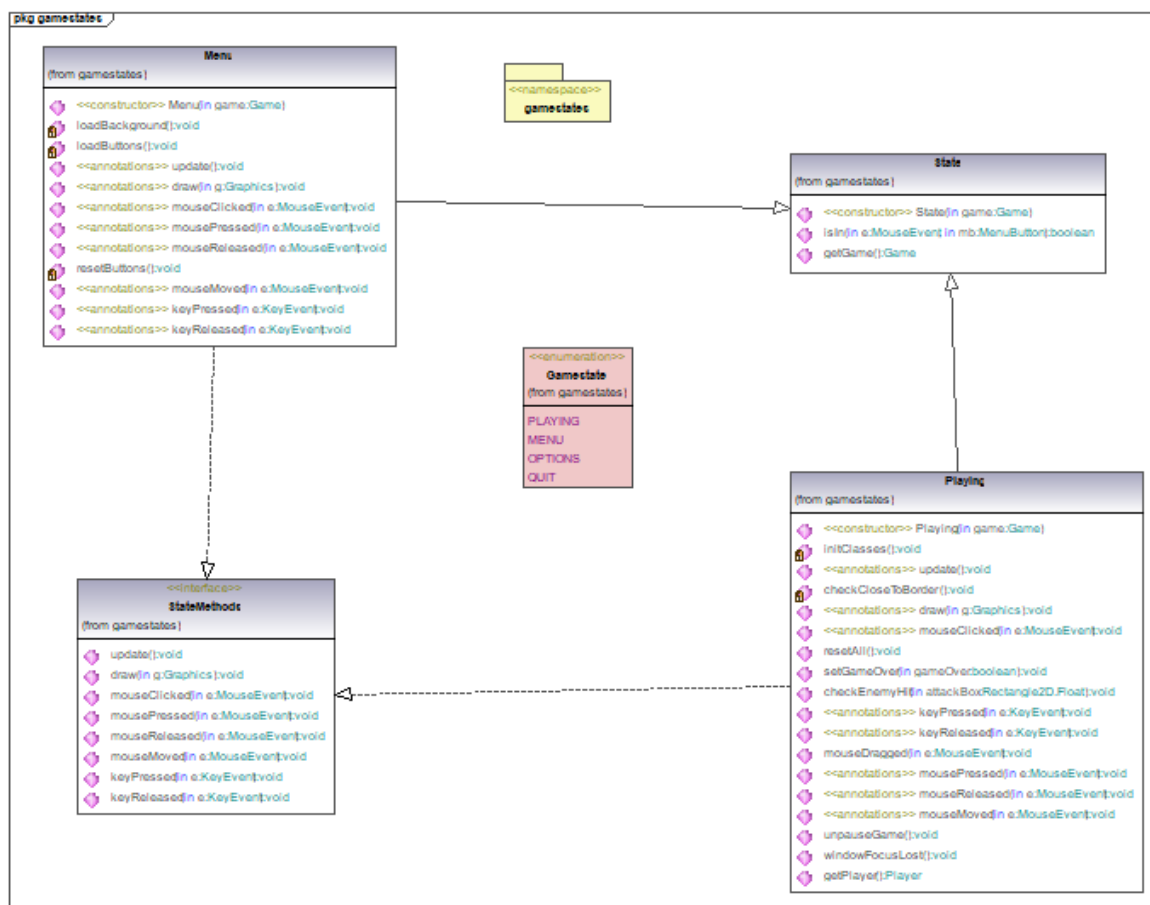 pkg gamestates
Menu
(from gamestates)
<<constructor>> Menu(in game:Game)
loadBackground():void
loadButtons():void
<<annotations>> update():void
<<annotations>> draw(in g:Graphics):void
<<annotations>> mouseClicked(in e:MouseEvent):void
<<annotations>> mousePressed(in e:MouseEvent):void
<<annotations>> mouseReleased(in e:MouseEvent):void
resetButtons():void
<<annotations>> mouseMoved(in e:MouseEvent):void
<<annotations>> keyPressed(in e:KeyEvent):void
<<annotations>> keyReleased(in e:KeyEvent):void
<<namespace>>
gamestates
State
(from gamestates)
<<constructor>> State(in game:Game)
isIn(in e:MouseEvent, in mb:MenuButton):boolean
getGame():Game
<<enumeration>>
Gamestate
(from gamestates)
PLAYING
MENU
OPTIONS
QUIT
<<interface>>
StateMethods
(from gamestates)
update():void
draw(in g:Graphics):void
mouseClicked(in e:MouseEvent):void
mousePressed(in e:MouseEvent):void
mouseReleased(in e:MouseEvent):void
mouseMoved(in e:MouseEvent):void
keyPressed(in e:KeyEvent):void
keyReleased(in e:KeyEvent):void
Playing
(from gamestates)
<<constructor>> Playing(in game:Game)
initClasses():void
<<annotations>> update():void
checkCloseToBorder():void
<<annotations>> draw(in g:Graphics):void
<<annotations>> mouseClicked(in e:MouseEvent):void
resetAll():void
setGameOver(in gameOver:boolean):void
checkEnemyHit(in attackBox:Rectangle2D.Float):void
<<annotations>> keyPressed(in e:KeyEvent):void
<<annotations>> keyReleased(in e:KeyEvent):void
mouseDragged(in e:MouseEvent):void
<<annotations>> mousePressed(in e:MouseEvent):void
<<annotations>> mouseReleased(in e:MouseEvent):void
<<annotations>> mouseMoved(in e:MouseEvent):void
unpauseGame():void
windowFocusLost():void
getPlayer():Player